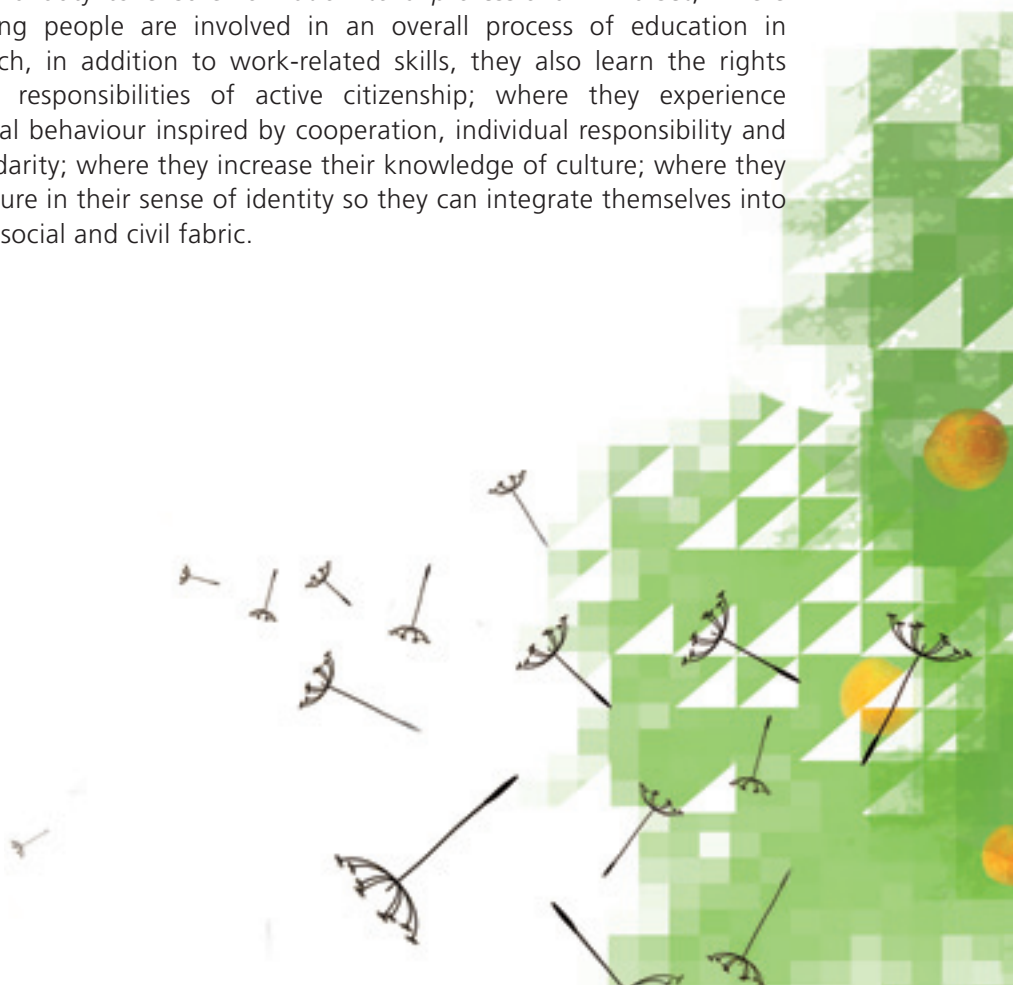 ng people are involved in an overall process of education in
ch, in addition to work-related skills, they also learn the rights
responsibilities of active citizenship; where they experience
al behaviour inspired by cooperation, individual responsibility and
darity; where they increase their knowledge of culture; where they
ure in their sense of identity so they can integrate themselves into
social and civil fabric.